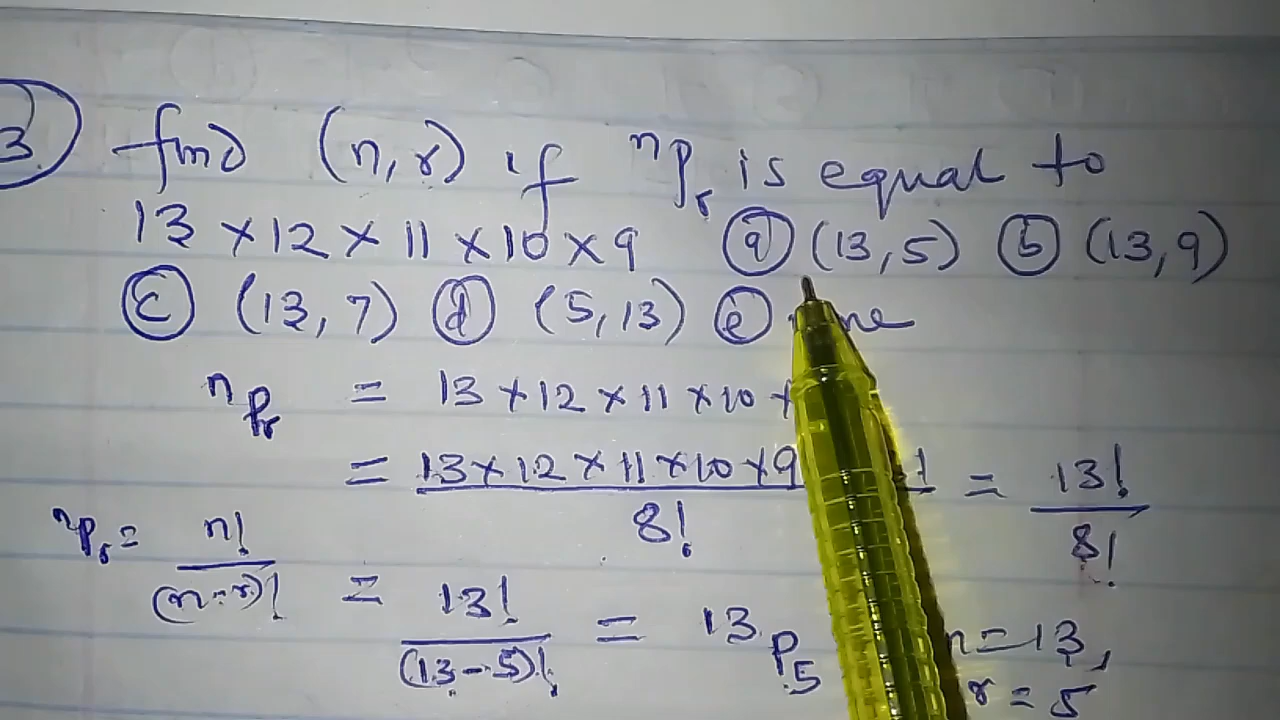 3. find (n, r) if ⁿPᵣ is equal to
13 × 12 × 11 × 10 × 9 (a) (13, 5) (b) (13, 9)
(c) (13, 7) (d) (5, 13) (e)
ⁿPᵣ = 13 × 12 × 11 × 10 ×
= 13 × 12 × 11 × 10 × 9 1 / 8! = 13! / 8!
ⁿPᵣ = n! / (n-r)! = 13! / (13-5)! = ¹³P₅ n = 13,
r = 5